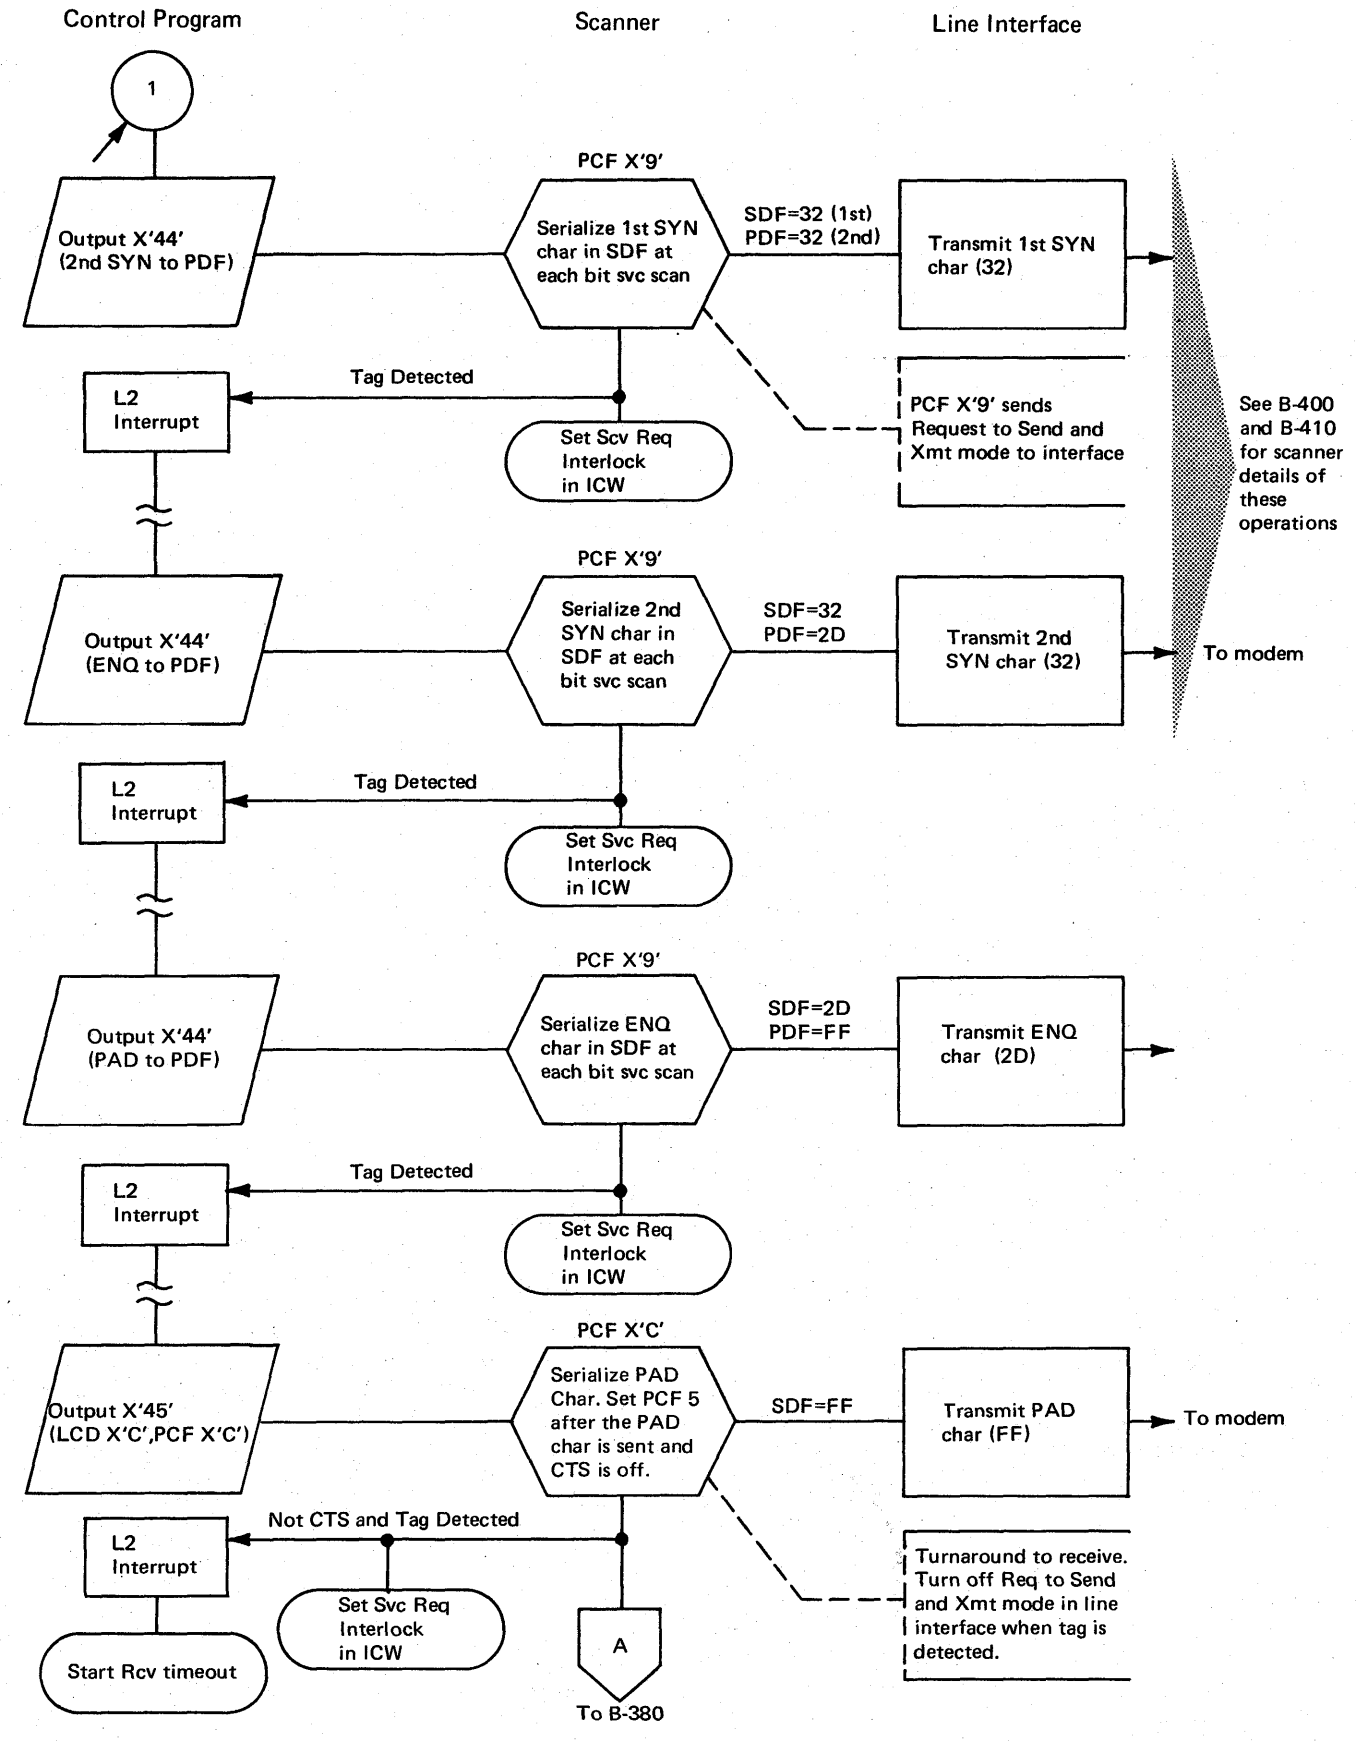 Control Program
Scanner
Line Interface
1
PCF X'9'
Output X'44'
(2nd SYN to PDF)
Serialize 1st SYN
char in SDF at
each bit svc scan
SDF=32 (1st)
PDF=32 (2nd)
Transmit 1st SYN
char (32)
Tag Detected
L2
Interrupt
Set Scv Req
Interlock
in ICW
PCF X'9' sends
Request to Send and
Xmt mode to interface
See B-400
and B-410
for scanner
details of
these
operations
PCF X'9'
Output X'44'
(ENQ to PDF)
Serialize 2nd
SYN char in
SDF at each
bit svc scan
SDF=32
PDF=2D
Transmit 2nd
SYN char (32)
To modem
Tag Detected
L2
Interrupt
Set Svc Req
Interlock
in ICW
PCF X'9'
Output X'44'
(PAD to PDF)
Serialize ENQ
char in SDF at
each bit svc scan
SDF=2D
PDF=FF
Transmit ENQ
char (2D)
Tag Detected
L2
Interrupt
Set Svc Req
Interlock
in ICW
PCF X'C'
Output X'45'
(LCD X'C',PCF X'C')
Serialize PAD
Char. Set PCF 5
after the PAD
char is sent and
CTS is off.
SDF=FF
Transmit PAD
char (FF)
To modem
Not CTS and Tag Detected
L2
Interrupt
Set Svc Req
Interlock
in ICW
Turnaround to receive.
Turn off Req to Send
and Xmt mode in line
interface when tag is
detected.
Start Rcv timeout
A
To B-380